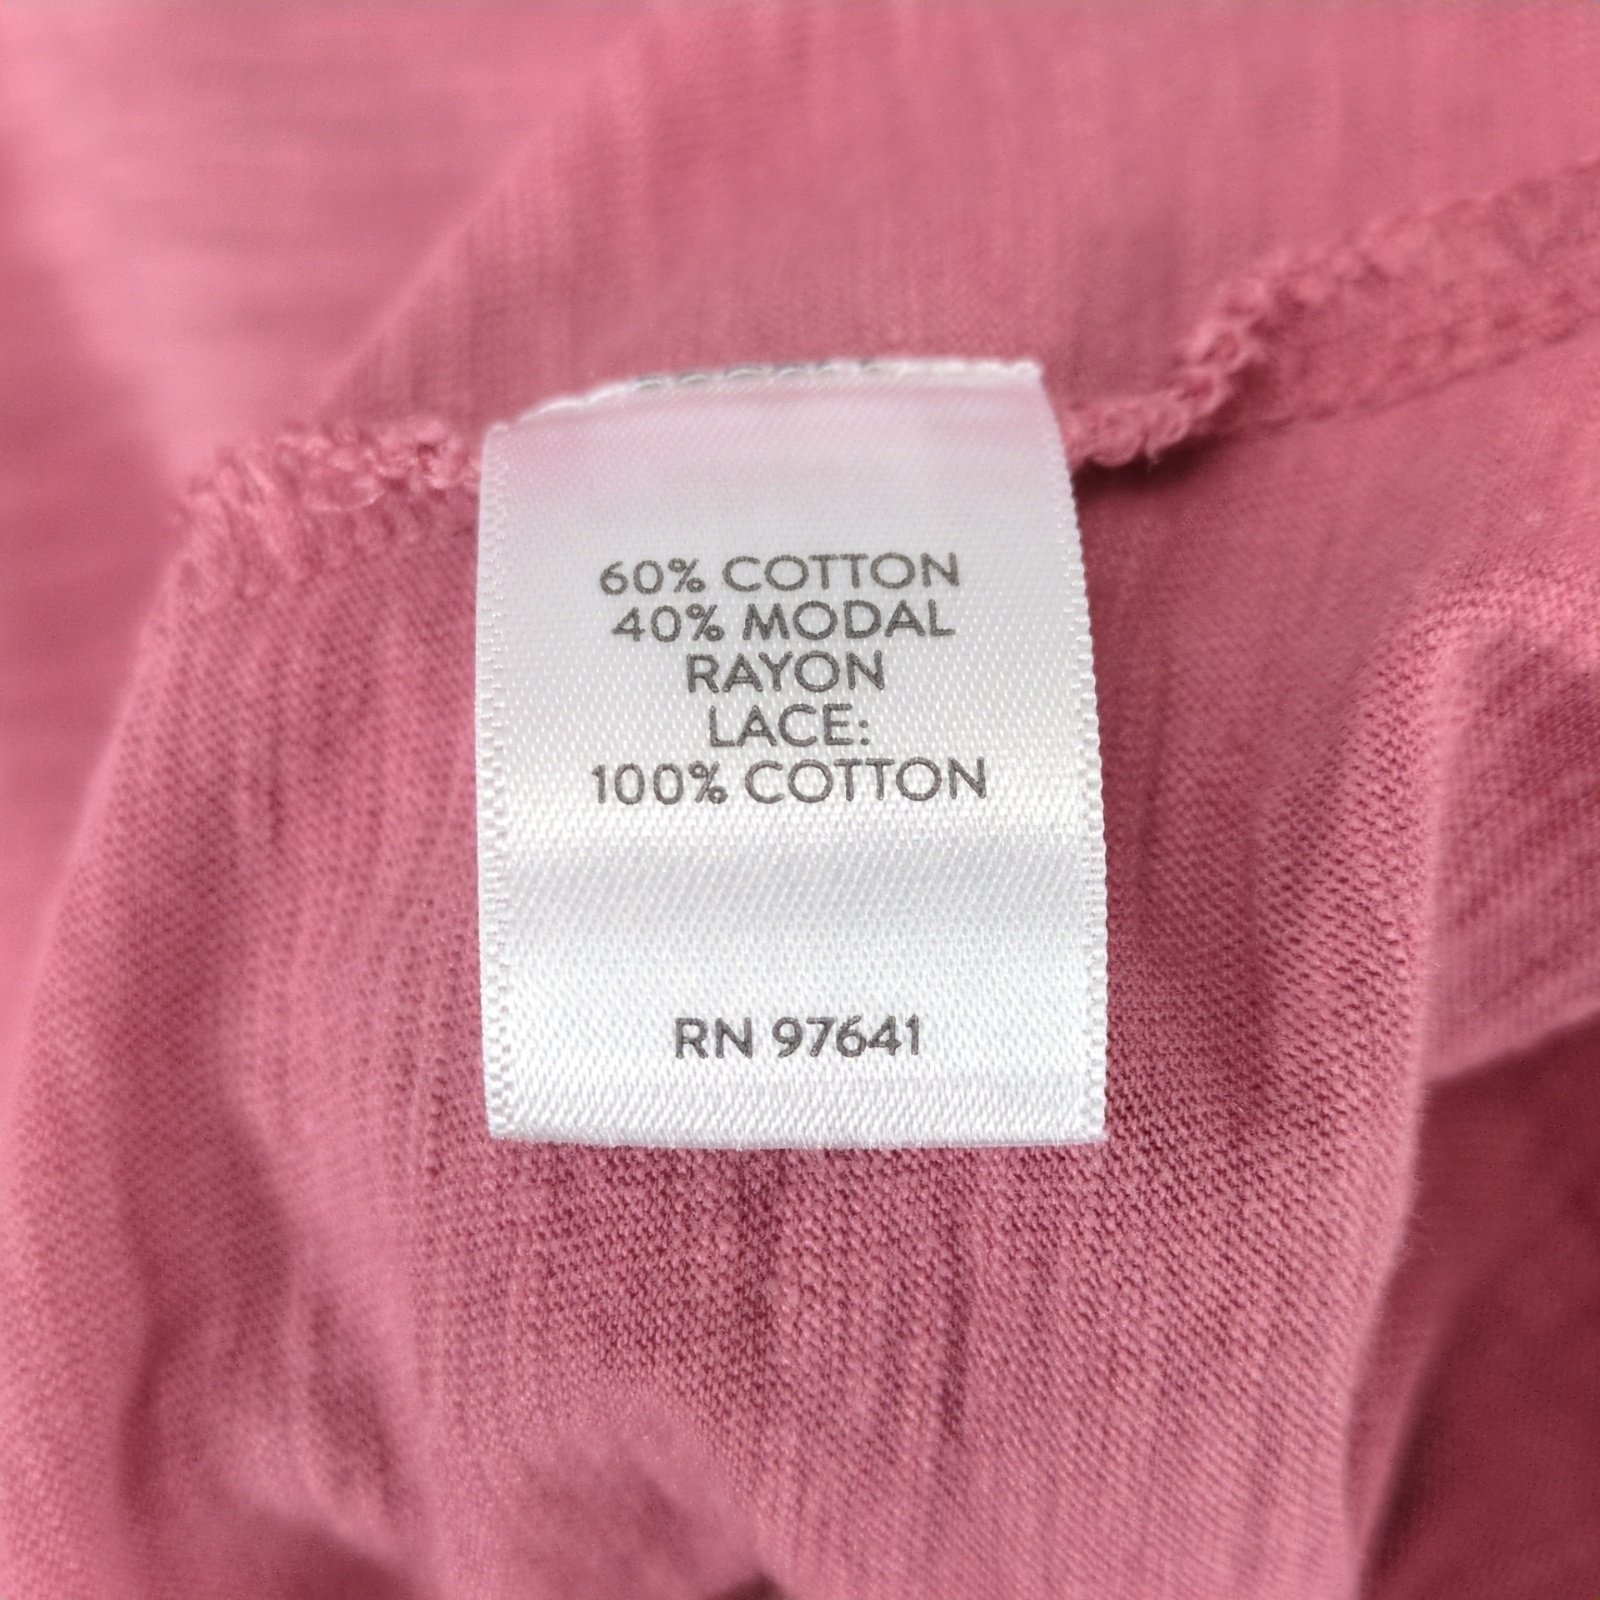 60% COTTON
40% MODAL
RAYON
LACE:
100% COTTON
RN 97641